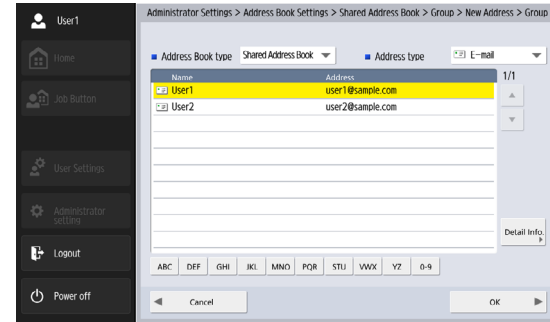 User1
Administrator Settings > Address Book Settings > Shared Address Book > Group > New Address > Group
Home
Job Button
User Settings
Administrator
setting
Logout
Power off
Address Book type
Shared Address Book
Address type
E-mail
Name
Address
1/1
User1
user1@sample.com
User2
user2@sample.com
Detail Info.
ABC DEF GHI JKL MNO PQR STU VWX YZ 0-9
Cancel
OK